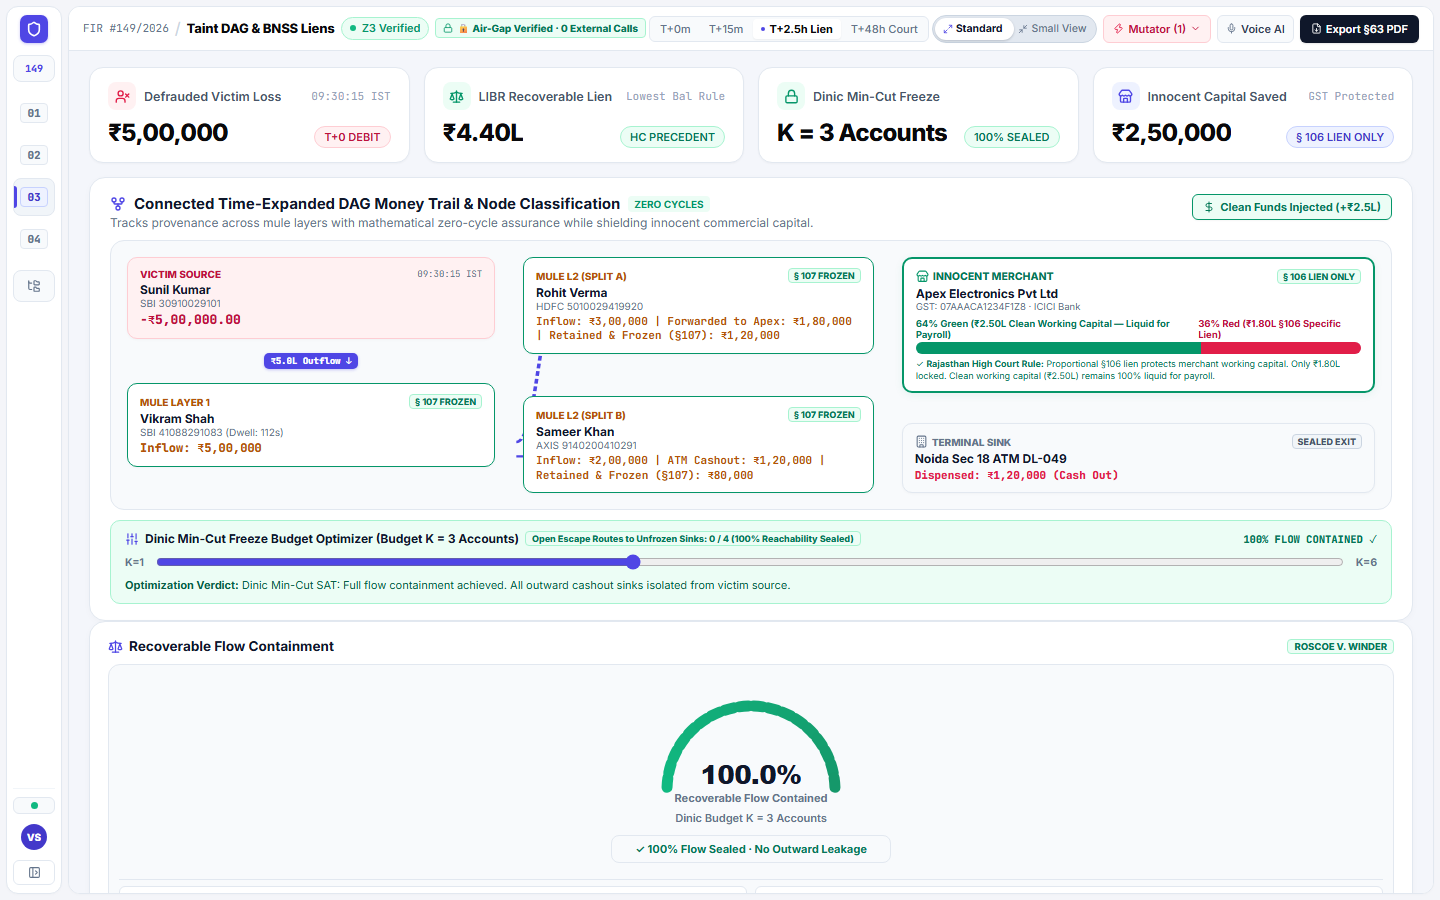 FIR #149/2026 / Taint DAG & BNSS Liens
Z3 Verified
🔒 Air-Gap Verified · 0 External Calls
T+0m
T+15m
• T+2.5h Lien
T+48h Court
Standard
Small View
Mutator (1)
Voice AI
Export §63 PDF
149
01
02
03
04
VS
Defrauded Victim Loss
09:30:15 IST
₹5,00,000
T+0 DEBIT
LIBR Recoverable Lien
Lowest Bal Rule
₹4.40L
HC PRECEDENT
Dinic Min-Cut Freeze
K = 3 Accounts
100% SEALED
Innocent Capital Saved
GST Protected
₹2,50,000
§ 106 LIEN ONLY
Connected Time-Expanded DAG Money Trail & Node Classification
ZERO CYCLES
Tracks provenance across mule layers with mathematical zero-cycle assurance while shielding innocent commercial capital.
Clean Funds Injected (+₹2.5L)
VICTIM SOURCE
09:30:15 IST
Sunil Kumar
SBI 30910029101
-₹5,00,000.00
₹5.0L Outflow ↓
MULE LAYER 1
§ 107 FROZEN
Vikram Shah
SBI 41088291083 (Dwell: 112s)
Inflow: ₹5,00,000
MULE L2 (SPLIT A)
§ 107 FROZEN
Rohit Verma
HDFC 5010029419920
Inflow: ₹3,00,000 | Forwarded to Apex: ₹1,80,000
| Retained & Frozen (§107): ₹1,20,000
MULE L2 (SPLIT B)
§ 107 FROZEN
Sameer Khan
AXIS 9140200410291
Inflow: ₹2,00,000 | ATM Cashout: ₹1,20,000 |
Retained & Frozen (§107): ₹80,000
INNOCENT MERCHANT
§ 106 LIEN ONLY
Apex Electronics Pvt Ltd
GST: 07AAACA1234F1Z8 · ICICI Bank
64% Green (₹2.50L Clean Working Capital — Liquid for
Payroll)
36% Red (₹1.80L §106 Specific
Lien)
✓ Rajasthan High Court Rule: Proportional §106 lien protects merchant working capital. Only ₹1.80L
locked. Clean working capital (₹2.50L) remains 100% liquid for payroll.
TERMINAL SINK
SEALED EXIT
Noida Sec 18 ATM DL-049
Dispensed: ₹1,20,000 (Cash Out)
Dinic Min-Cut Freeze Budget Optimizer (Budget K = 3 Accounts)
Open Escape Routes to Unfrozen Sinks: 0 / 4 (100% Reachability Sealed)
100% FLOW CONTAINED ✓
K=1
K=6
Optimization Verdict: Dinic Min-Cut SAT: Full flow containment achieved. All outward cashout sinks isolated from victim source.
Recoverable Flow Containment
ROSCOE V. WINDER
100.0%
Recoverable Flow Contained
Dinic Budget K = 3 Accounts
✓ 100% Flow Sealed · No Outward Leakage